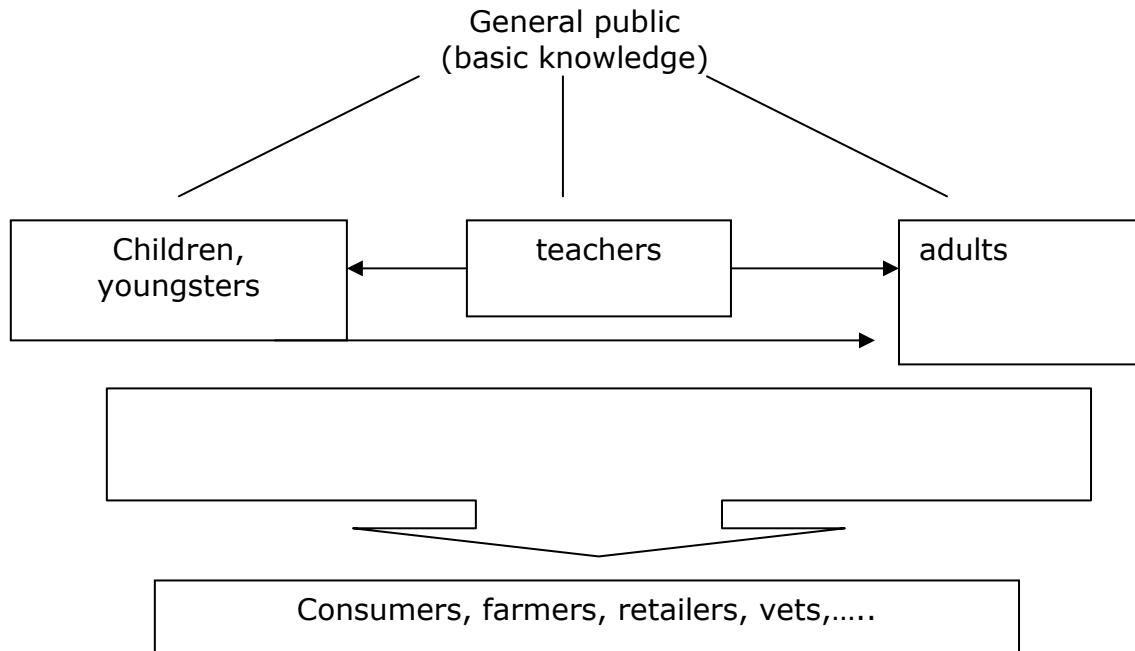 General public
(basic knowledge)
Children,
youngsters
teachers
adults
Consumers, farmers, retailers, vets,.....